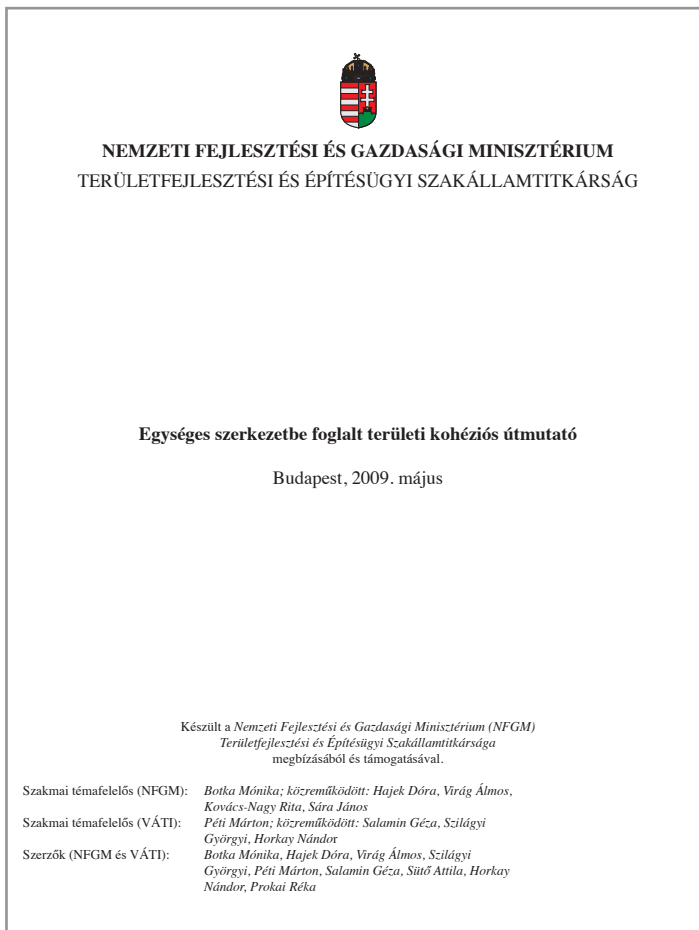 NEMZETI FEJLESZTÉSI ÉS GAZDASÁGI MINISZTÉRIUM
TERÜLETFEJLESZTÉSI ÉS ÉPÍTÉSÜGYI SZAKÁLLAMTITKÁRSÁG
Egységes szerkezetbe foglalt területi kohéziós útmutató
Budapest, 2009. május
Készült a Nemzeti Fejlesztési és Gazdasági Minisztérium (NFGM)
Területfejlesztési és Építésügyi Szakállamtitkársága
megbízásából és támogatásával.
Szakmai témafelelős (NFGM): Botka Mónika; közreműködött: Hajek Dóra, Virág Álmos,
Kovács-Nagy Rita, Sára János
Szakmai témafelelős (VÁTI): Péti Márton; közreműködött: Salamin Géza, Szilágyi
Györgyi, Horkay Nándor
Szerzők (NFGM és VÁTI): Botka Mónika, Hajek Dóra, Virág Álmos, Szilágyi
Györgyi, Péti Márton, Salamin Géza, Sütő Attila, Horkay
Nándor, Prokai Réka